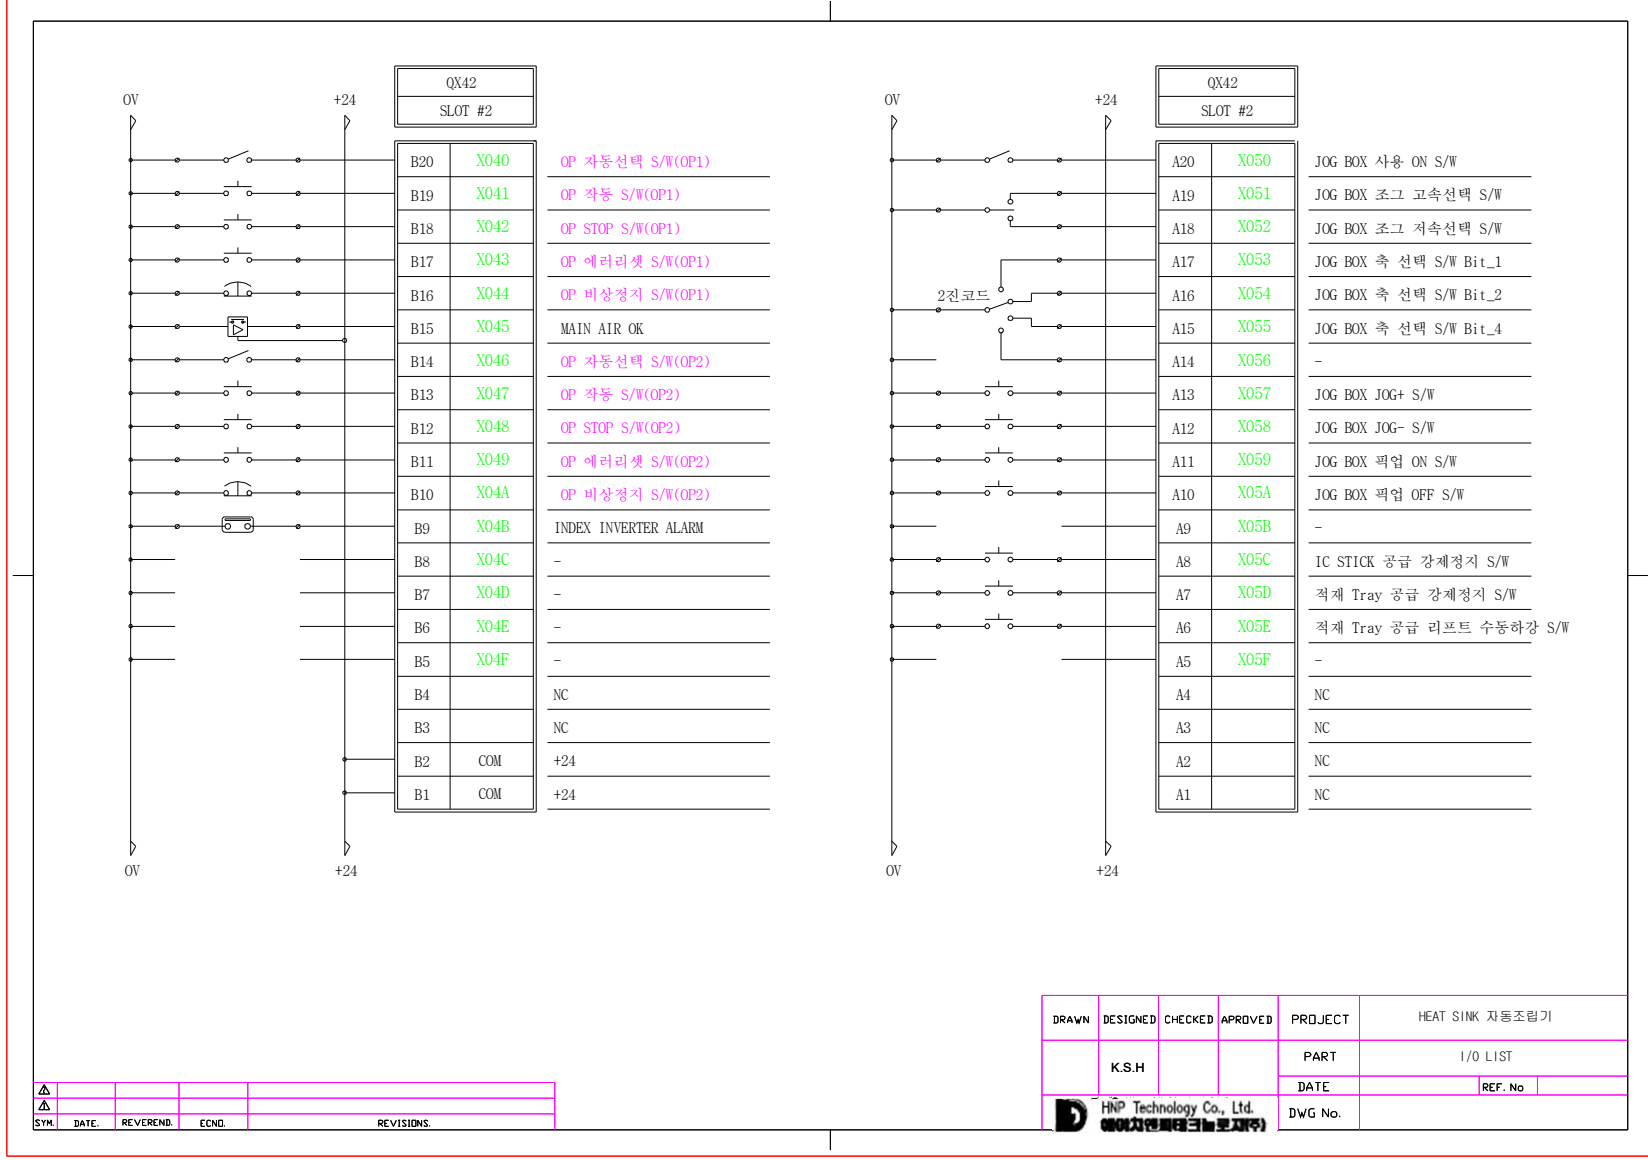 QX42
SLOT #2
0V
+24
B20 X040 OP 자동선택 S/W(OP1)
B19 X041 OP 작동 S/W(OP1)
B18 X042 OP STOP S/W(OP1)
B17 X043 OP 에러리셋 S/W(OP1)
B16 X044 OP 비상정지 S/W(OP1)
B15 X045 MAIN AIR OK
B14 X046 OP 자동선택 S/W(OP2)
B13 X047 OP 작동 S/W(OP2)
B12 X048 OP STOP S/W(OP2)
B11 X049 OP 에러리셋 S/W(OP2)
B10 X04A OP 비상정지 S/W(OP2)
B9 X04B INDEX INVERTER ALARM
B8 X04C -
B7 X04D -
B6 X04E -
B5 X04F -
B4 NC
B3 NC
B2 COM +24
B1 COM +24
0V
+24
QX42
SLOT #2
0V
+24
A20 X050 JOG BOX 사용 ON S/W
A19 X051 JOG BOX 조그 고속선택 S/W
A18 X052 JOG BOX 조그 저속선택 S/W
A17 X053 JOG BOX 축 선택 S/W Bit_1
2진코드 A16 X054 JOG BOX 축 선택 S/W Bit_2
A15 X055 JOG BOX 축 선택 S/W Bit_4
A14 X056 -
A13 X057 JOG BOX JOG+ S/W
A12 X058 JOG BOX JOG- S/W
A11 X059 JOG BOX 픽업 ON S/W
A10 X05A JOG BOX 픽업 OFF S/W
A9 X05B -
A8 X05C IC STICK 공급 강제정지 S/W
A7 X05D 적재 Tray 공급 강제정지 S/W
A6 X05E 적재 Tray 공급 리프트 수동하강 S/W
A5 X05F -
A4 NC
A3 NC
A2 NC
A1 NC
0V
+24
DRAWN DESIGNED CHECKED APROVED PROJECT HEAT SINK 자동조립기
K.S.H PART I/O LIST
DATE REF. No
HNP Technology Co., Ltd. DWG No.
에이치엔피테크놀로지(주)
SYM. DATE. REVEREND. ECNO. REVISIONS.